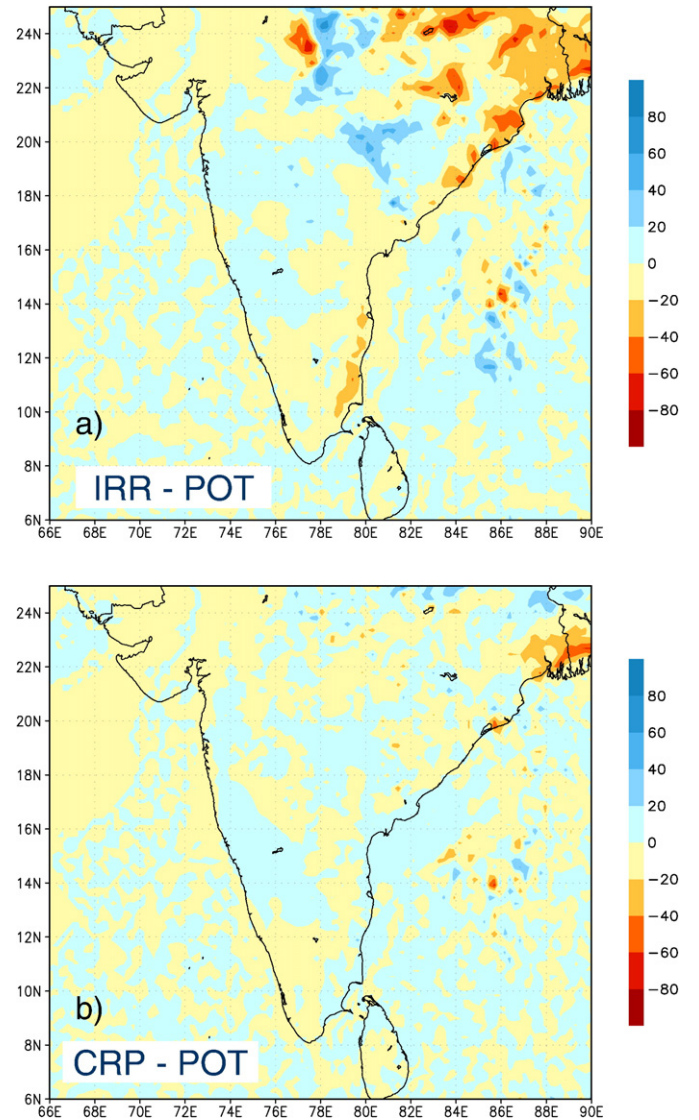 24N
22N
20N
18N
16N
14N
12N
10N
8N
6N
a)
IRR - POT
66E 68E 70E 72E 74E 76E 78E 80E 82E 84E 86E 88E 90E
80
60
40
20
0
−20
−40
−60
−80
24N
22N
20N
18N
16N
14N
12N
10N
8N
6N
b)
CRP - POT
66E 68E 70E 72E 74E 76E 78E 80E 82E 84E 86E 88E 90E
80
60
40
20
0
−20
−40
−60
−80